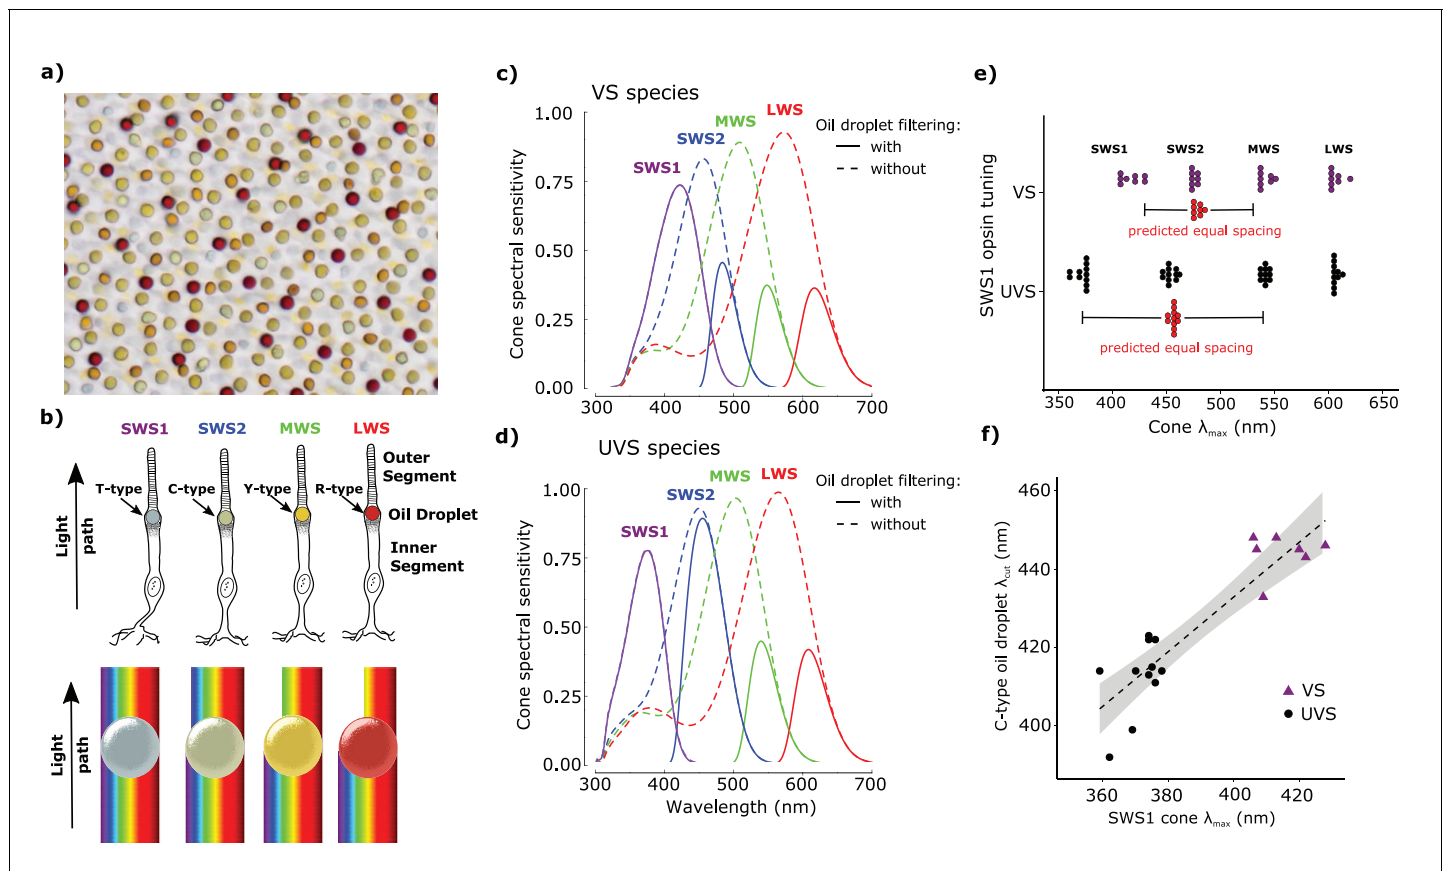 a)
b)
SWS1 SWS2 MWS LWS
Outer
Segment
T-type C-type Y-type R-type
Oil Droplet
Inner
Segment
Light
path
Light
path
c)
VS species
Cone spectral sensitivity
1.00
0.75
0.50
0.25
0.00
300 400 500 600 700
SWS1
SWS2
MWS
LWS
Oil droplet filtering:
with
without
d)
UVS species
Cone spectral sensitivity
1.00
0.75
0.50
0.25
0.00
300 400 500 600 700
Wavelength (nm)
SWS1
SWS2
MWS
LWS
Oil droplet filtering:
with
without
e)
SWS1 opsin tuning
SWS1 SWS2 MWS LWS
VS
predicted equal spacing
UVS
predicted equal spacing
350 400 450 500 550 600 650
Cone λmax (nm)
f)
C-type oil droplet λcut (nm)
460
440
420
400
VS
UVS
360 380 400 420
SWS1 cone λmax (nm)